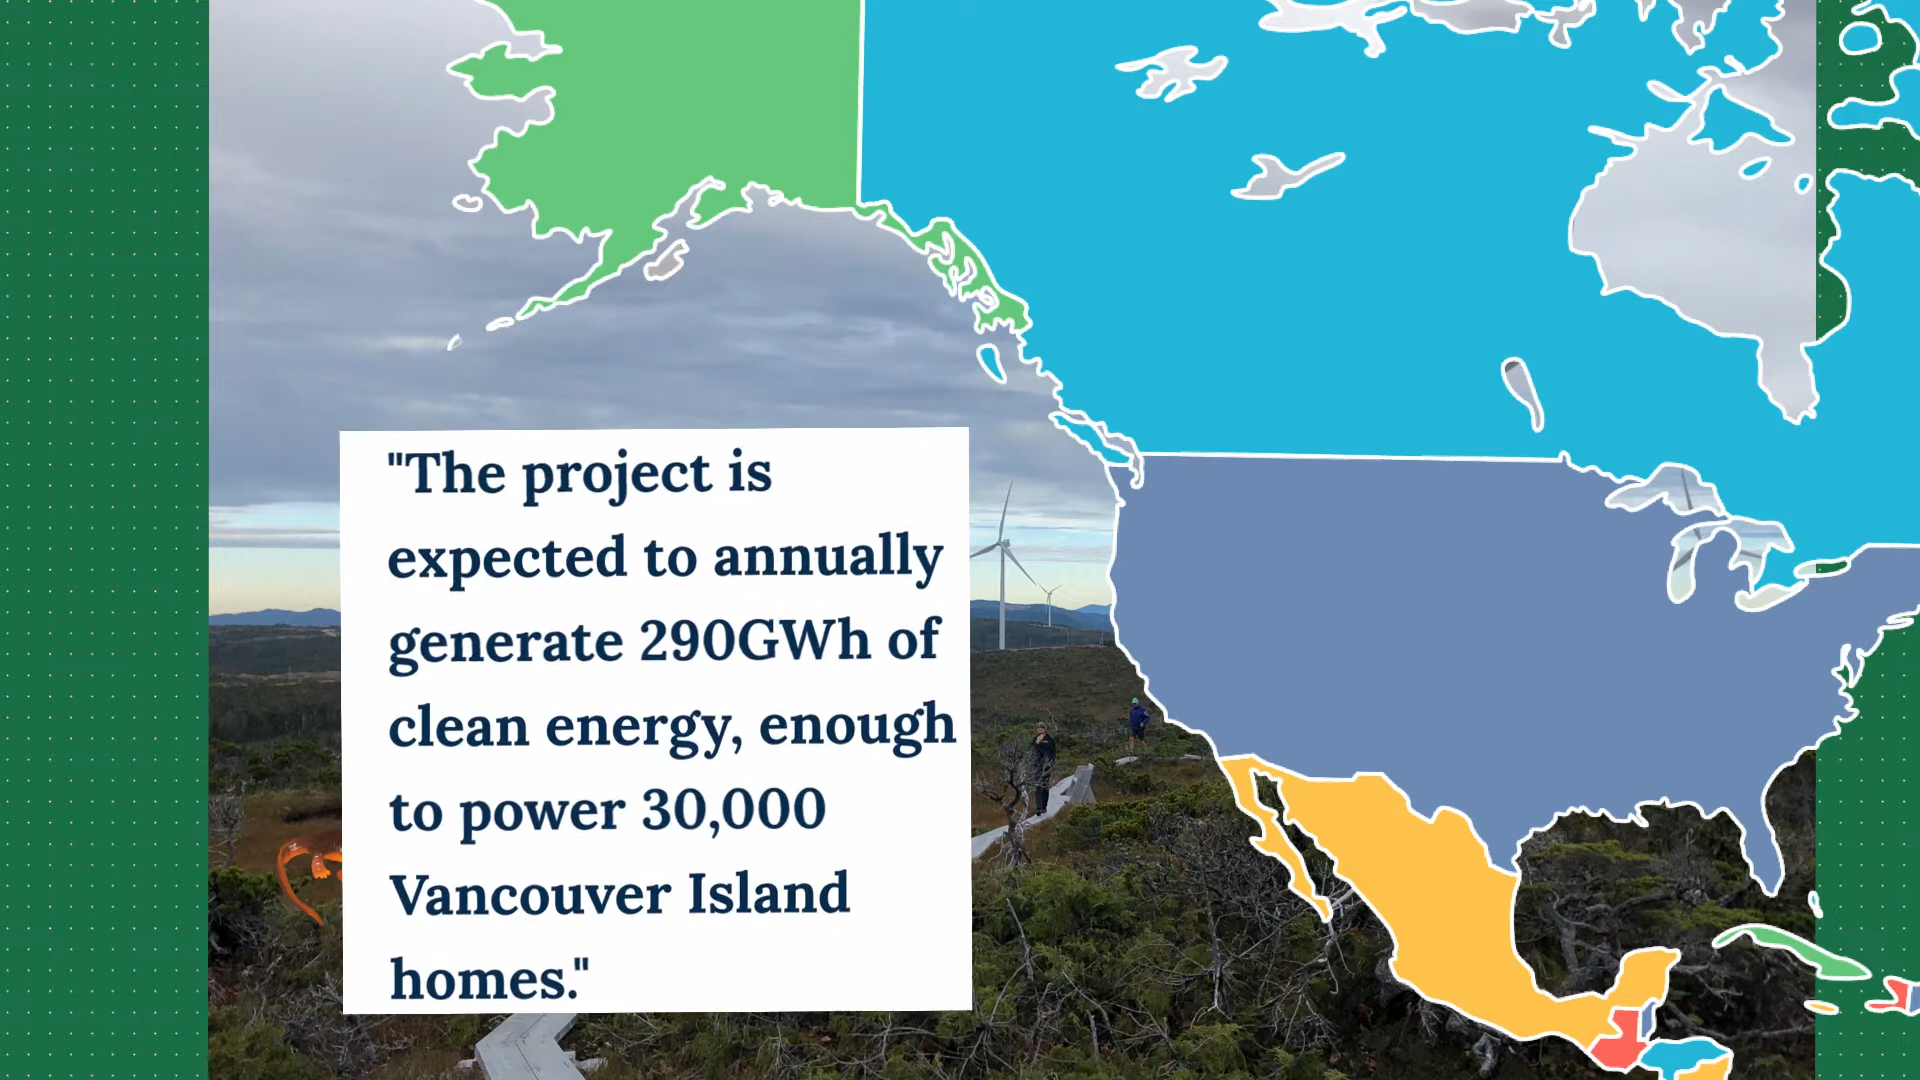 "The project is
expected to annually
generate 290GWh of
clean energy, enough
to power 30,000
Vancouver Island
homes."